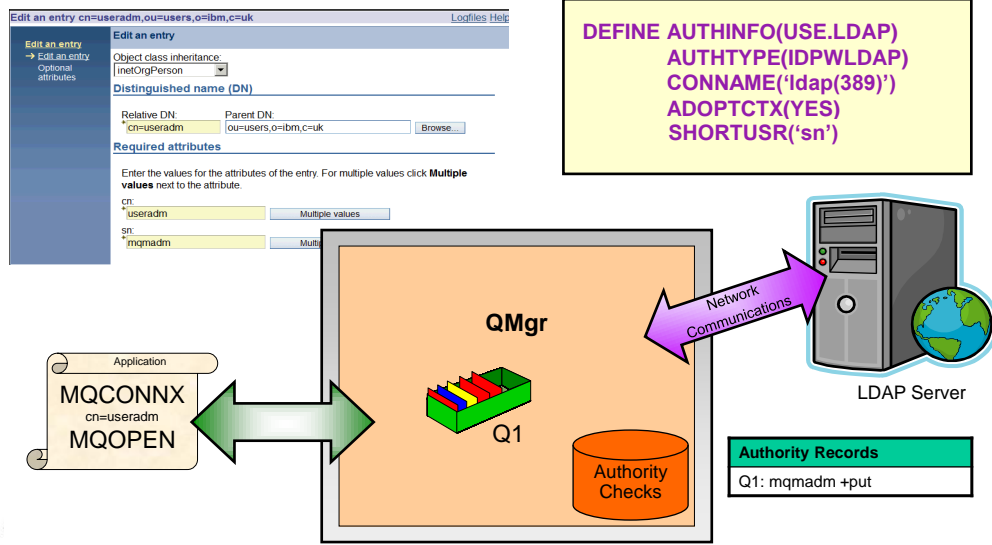 Edit an entry cn=useradm,ou=users,o=ibm,c=uk
Logfiles Help
Edit an entry
→ Edit an entry
Optional
attributes
Edit an entry
Object class inheritance:
inetOrgPerson
Distinguished name (DN)
Relative DN:
Parent DN:
*cn=useradm
ou=users,o=ibm,c=uk
Browse...
Required attributes
Enter the values for the attributes of the entry. For multiple values click Multiple
values next to the attribute.
cn:
*useradm
Multiple values
sn:
*mqmadm
DEFINE AUTHINFO(USE.LDAP)
AUTHTYPE(IDPWLDAP)
CONNAME(‘ldap(389)’)
ADOPTCTX(YES)
SHORTUSR(‘sn’)
Network
Communications
LDAP Server
QMgr
Q1
Authority
Checks
Application
MQCONNX
cn=useradm
MQOPEN
Authority Records
Q1: mqmadm +put